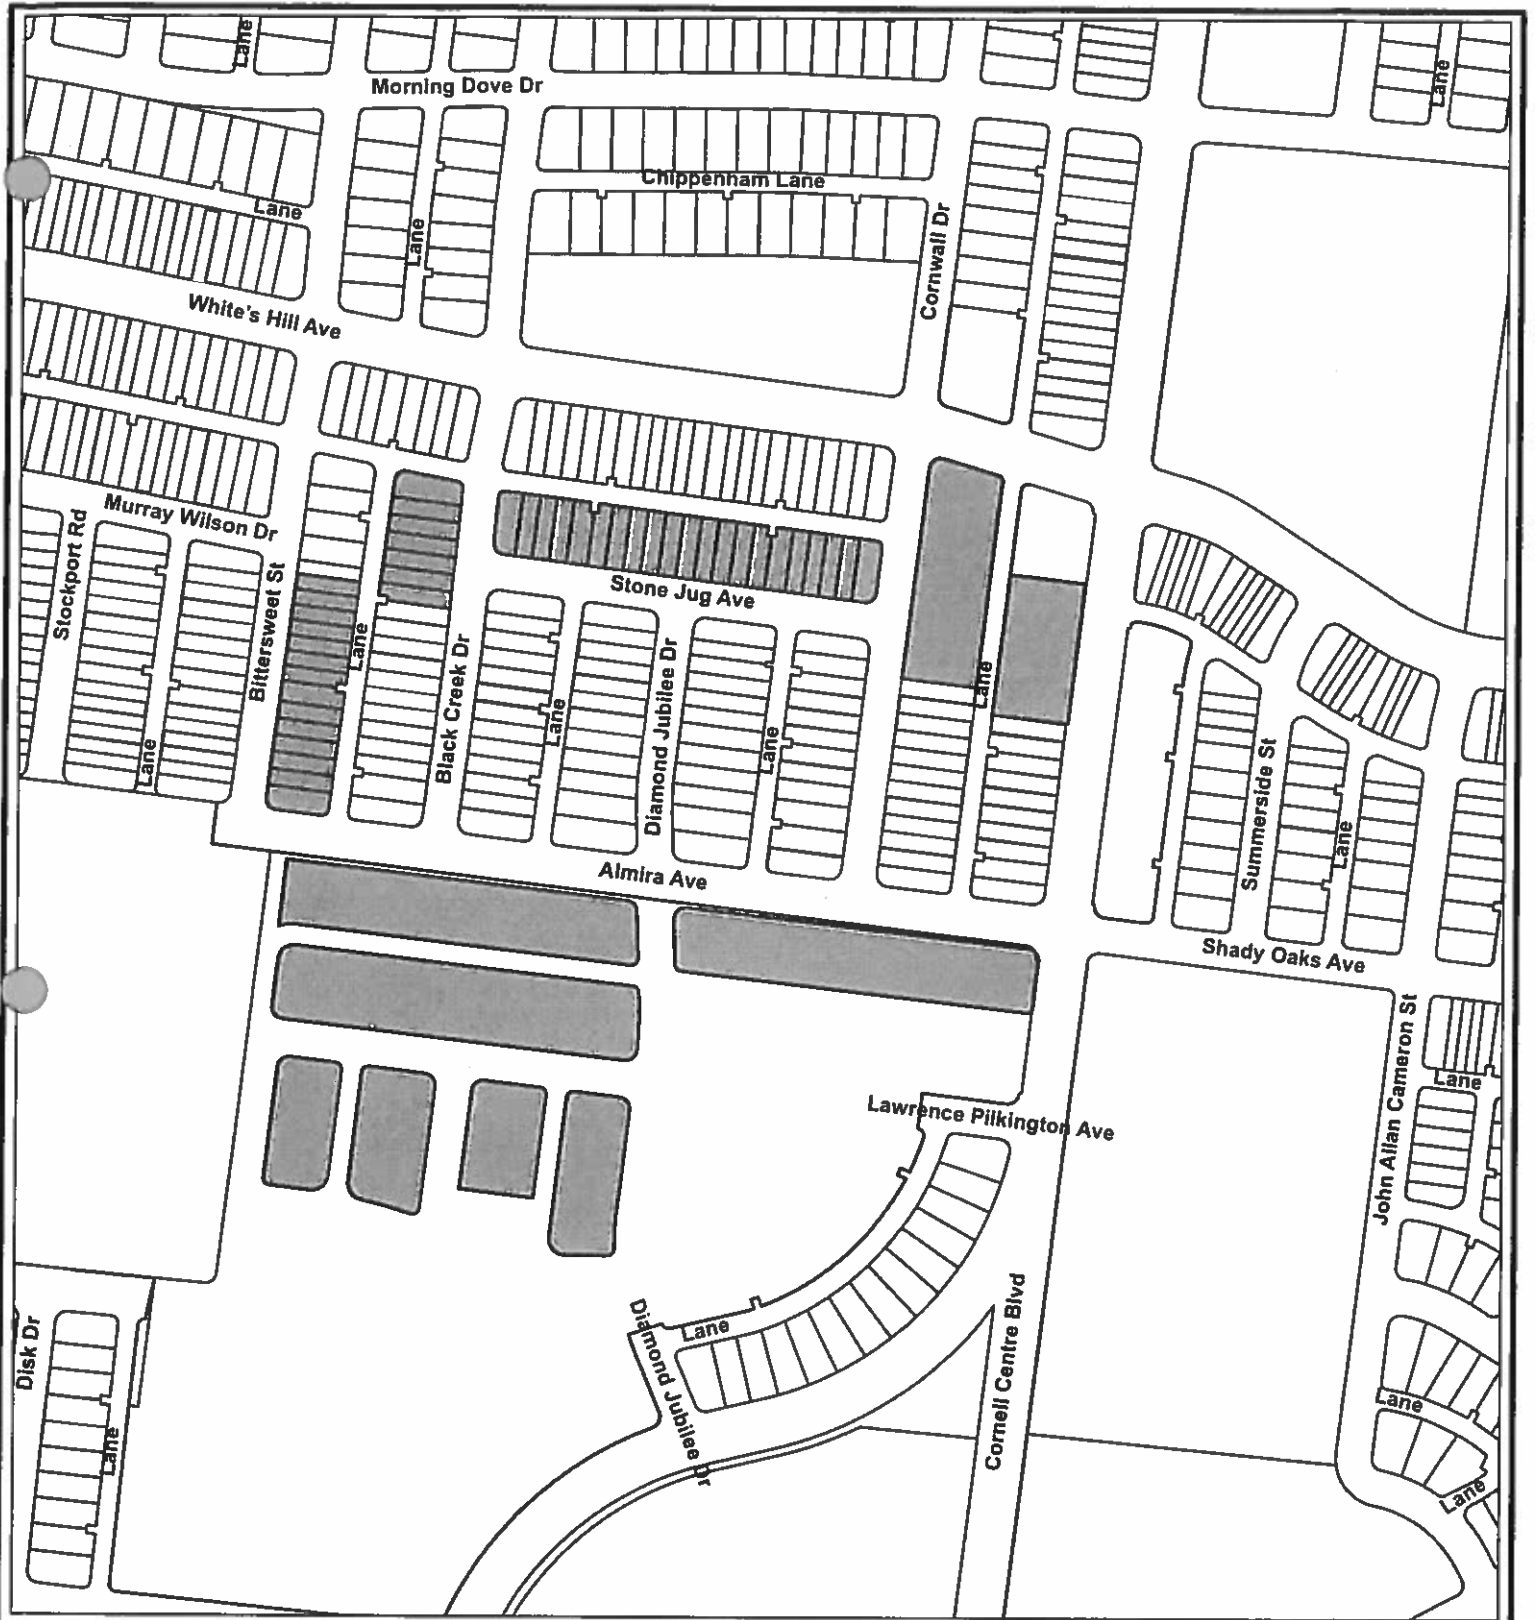 Lane
Morning Dove Dr
Lane
Chippenham Lane
Lane
Lane
Cornwall Dr
White's Hill Ave
Murray Wilson Dr
Stockport Rd
Bittersweet St
Stone Jug Ave
Lane
Black Creek Dr
Lane
Diamond Jubilee Dr
Lane
Lane
Lane
Summerside St
Lane
Almira Ave
Shady Oaks Ave
John Allan Cameron St
Lane
Lawrence Pilkington Ave
Cornell Centre Blvd
Diamond Jubilee Dr
Lane
Disk Dr
Lane
Lane
Lane